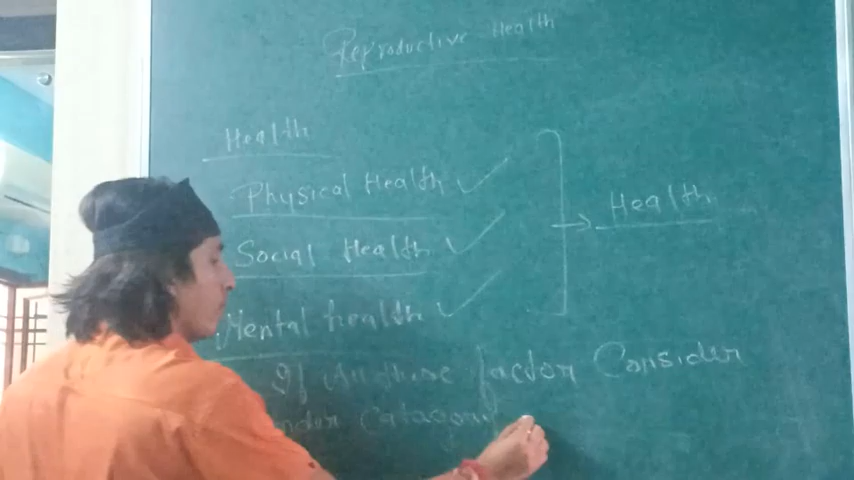 Reproductive Health
Health
Physical Health
Social Health
Mental health
Health
If All these factor Consider
under Catagory